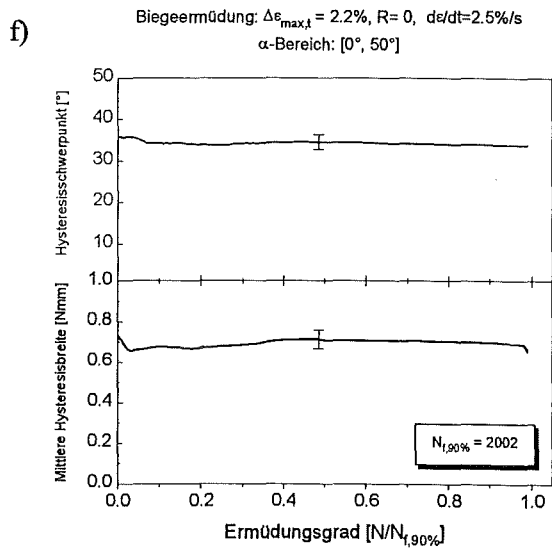 f)
Biegeermüdung: Δε_max,t = 2.2%, R= 0, dε/dt=2.5%/s
α-Bereich: [0°, 50°]
Hysteresisschwerpunkt [°]
50
40
30
20
10
Mittlere Hysteresisbreite [Nmm]
1.0
0.8
0.6
0.4
0.2
0.0
N_f,90% = 2002
0.0 0.2 0.4 0.6 0.8 1.0
Ermüdungsgrad [N/N_f,90%]